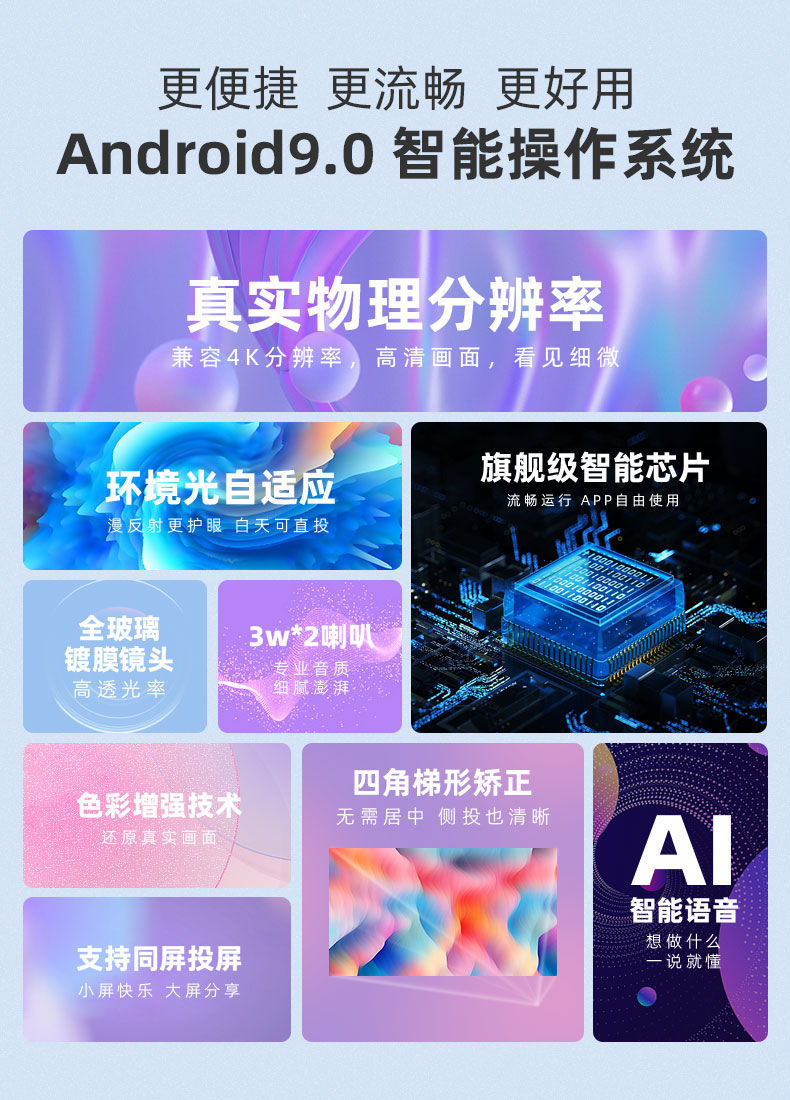 更便捷 更流畅 更好用
Android9.0 智能操作系统
真实物理分辨率
兼容4K分辨率，高清画面，看见细微
环境光自适应
漫反射更护眼 白天可直投
旗舰级智能芯片
流畅运行 APP自由使用
全玻璃
镀膜镜头
高透光率
3w*2喇叭
专业音质
细腻澎湃
色彩增强技术
还原真实画面
四角梯形矫正
无需居中 侧投也清晰
AI
智能语音
想做什么
一说就懂
支持同屏投屏
小屏快乐 大屏分享